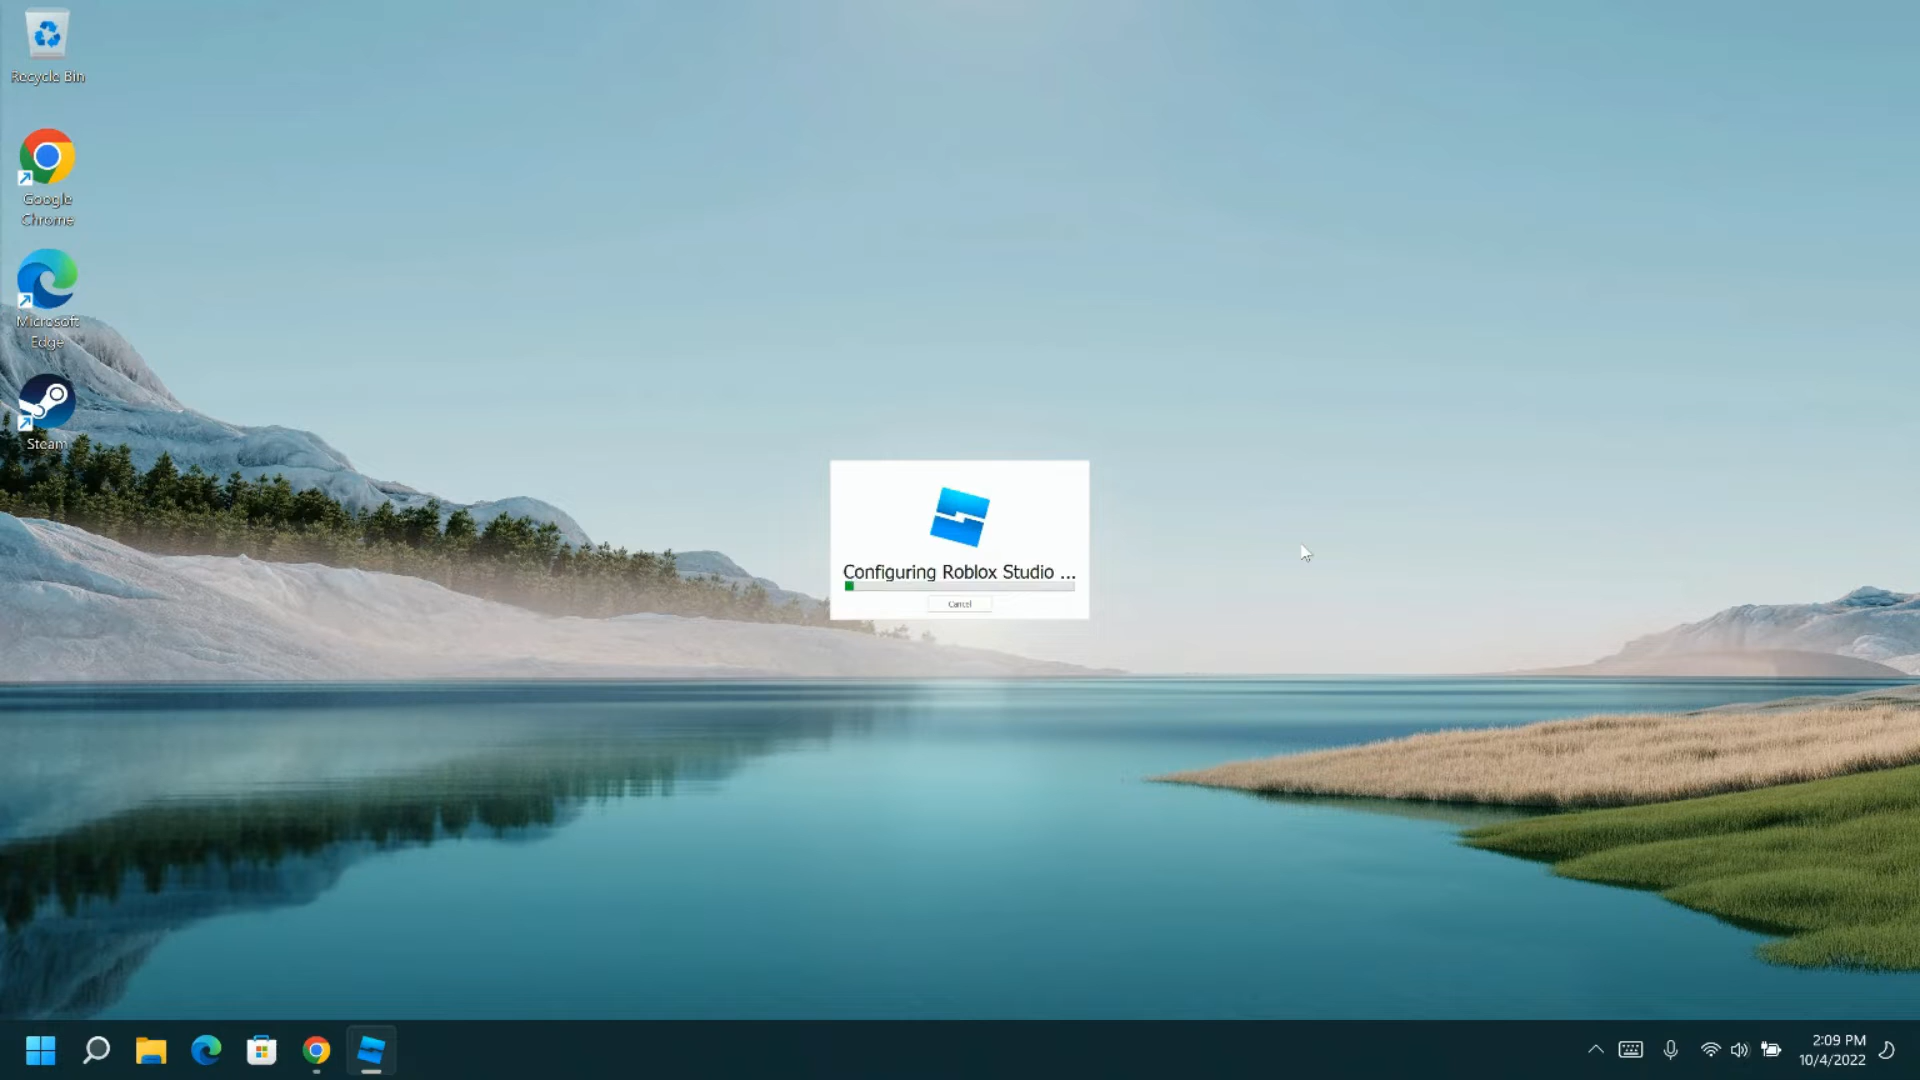 Recycle Bin
Google
Chrome
Microsoft
Edge
Steam
Configuring Roblox Studio ...
Cancel
2:09 PM
10/4/2022